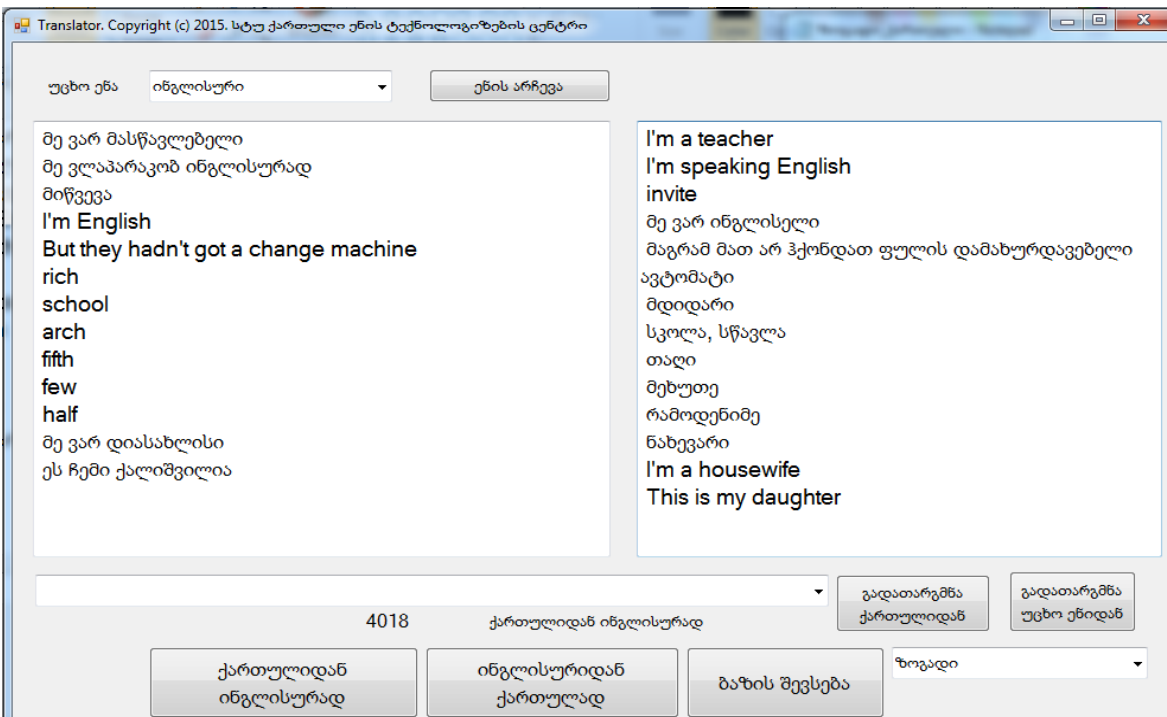 Translator. Copyright (c) 2015. სტუ ქართული ენის ტექნოლოგიზების ცენტრი
უცხო ენა
ინგლისური
ენის არჩევა
მე ვარ მასწავლებელი
მე ვლაპარაკობ ინგლისურად
მიწვევა
I'm English
But they hadn't got a change machine
rich
school
arch
fifth
few
half
მე ვარ დიასახლისი
ეს ჩემი ქალიშვილია
I'm a teacher
I'm speaking English
invite
მე ვარ ინგლისელი
მაგრამ მათ არ ჰქონდათ ფულის დამახურდავებელი
ავტომატი
მდიდარი
სკოლა, სწავლა
თაღი
მეხუთე
რამოდენიმე
ნახევარი
I'm a housewife
This is my daughter
გადათარგმნა
ქართულიდან
გადათარგმნა
უცხო ენიდან
4018
ქართულიდან ინგლისურად
ქართულიდან
ინგლისურად
ინგლისურიდან
ქართულად
ბაზის შევსება
ზოგადი